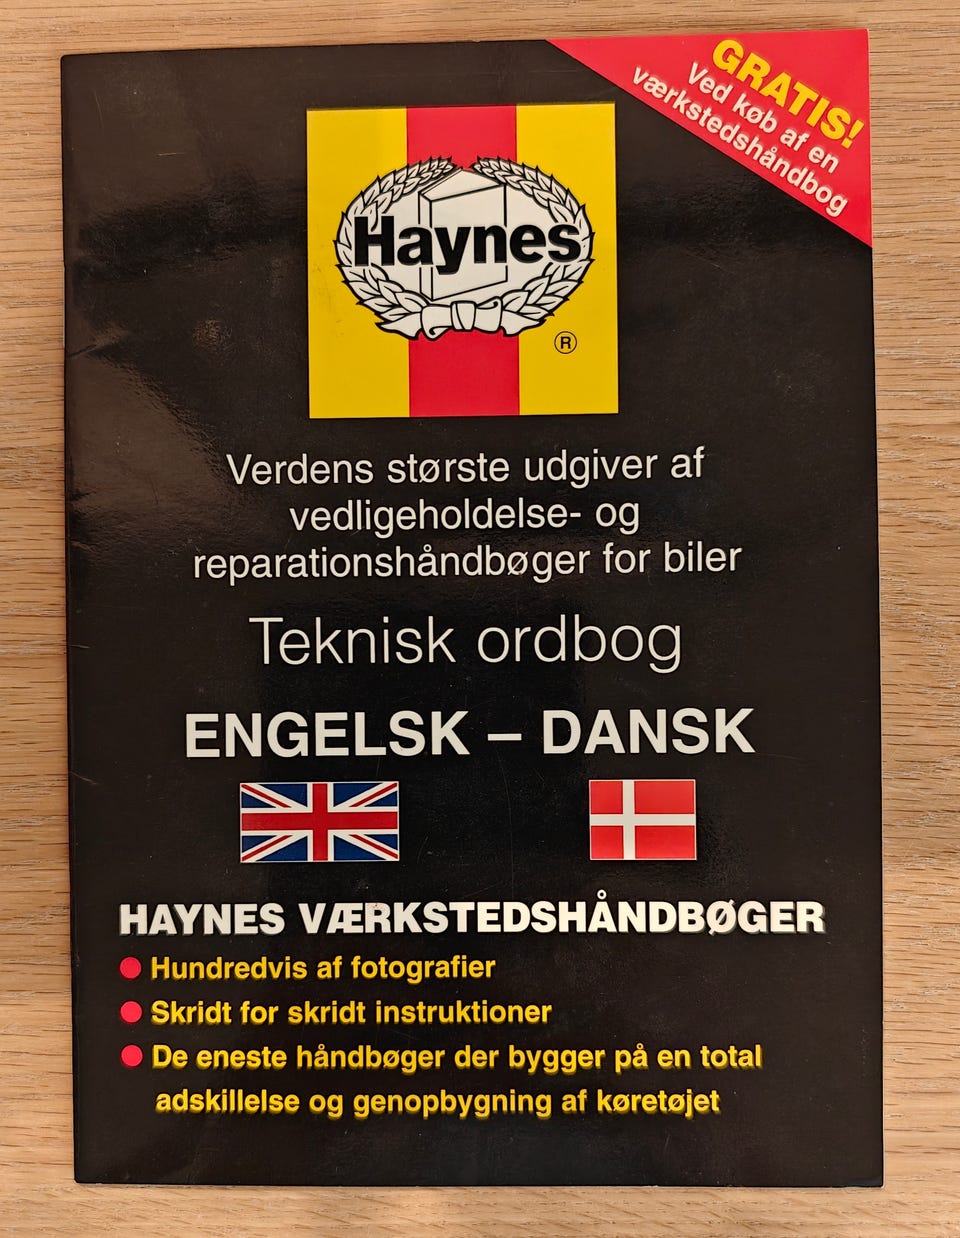 GRATIS!
Ved køb af en
værkstedshåndbog
Haynes
®
Verdens største udgiver af
vedligeholdelse- og
reparationshåndbøger for biler
Teknisk ordbog
ENGELSK – DANSK
HAYNES VÆRKSTEDSHÅNDBØGER
● Hundredvis af fotografier
● Skridt for skridt instruktioner
● De eneste håndbøger der bygger på en total
adskillelse og genopbygning af køretøjet